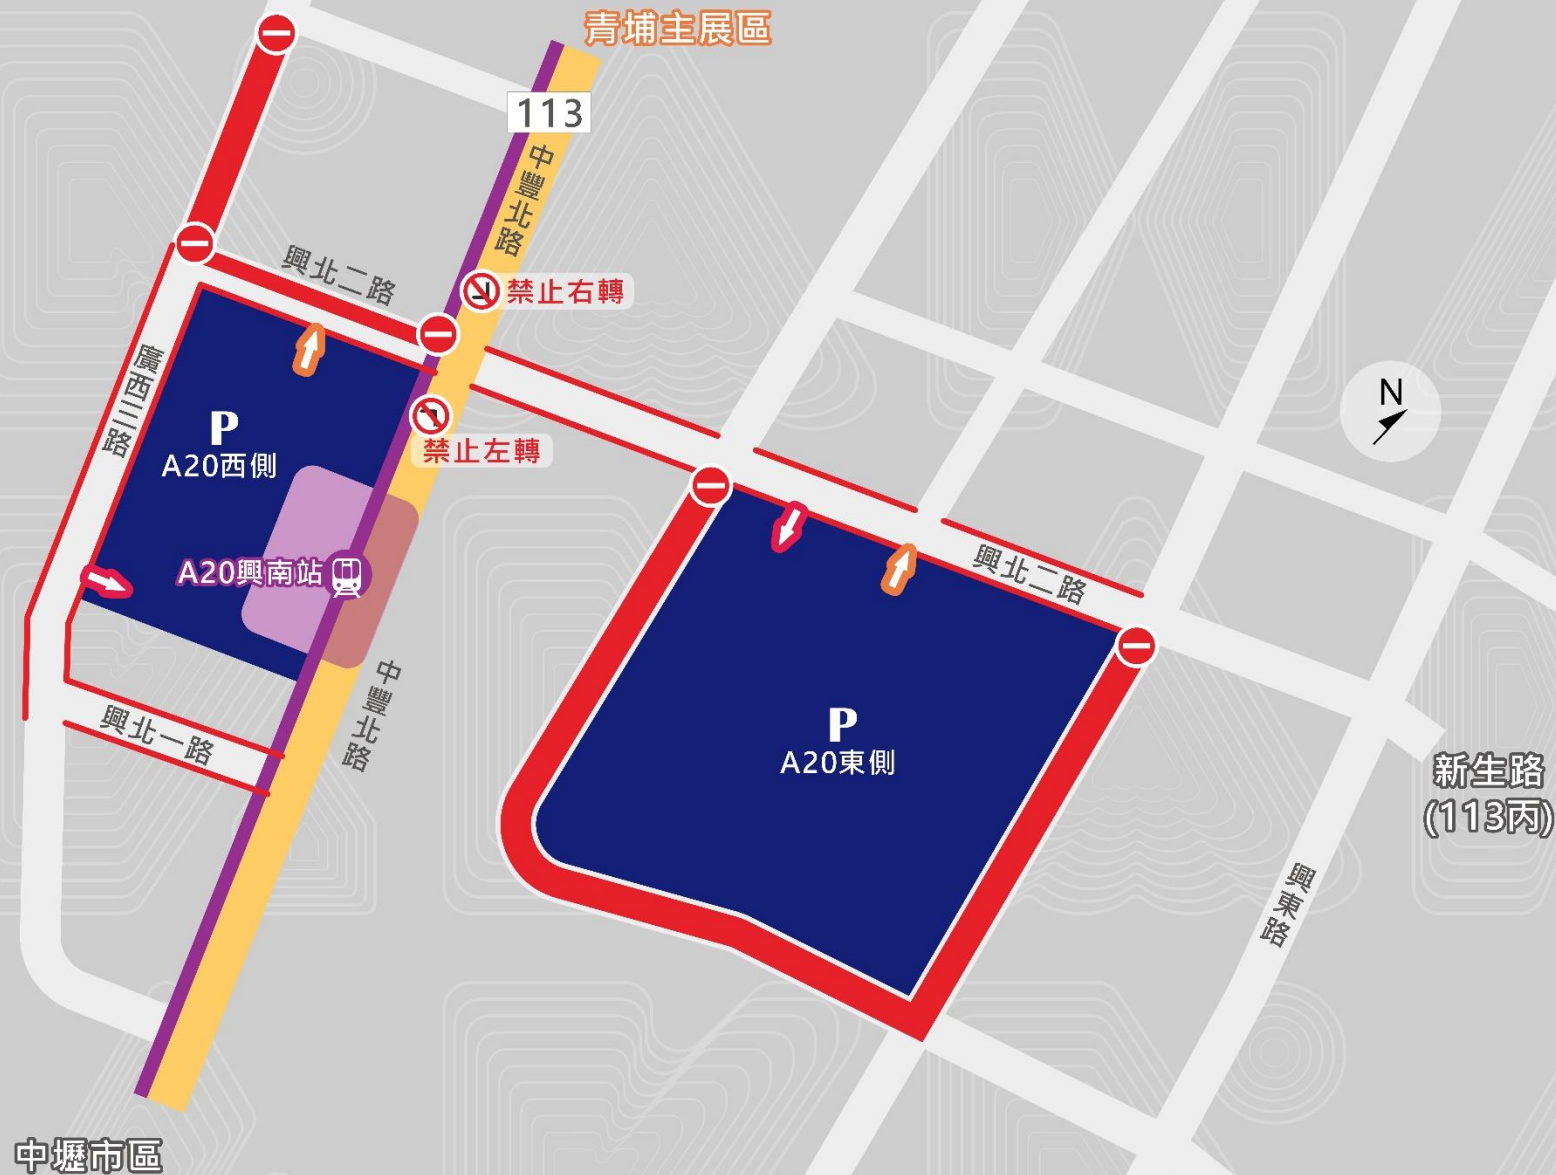 青埔主展區
113
中豐北路
興北二路
禁止右轉
廣西三路
禁止左轉
N
P
A20西側
A20興南站
興北二路
中豐北路
興北一路
P
A20東側
新生路
(113丙)
興東路
中壢市區